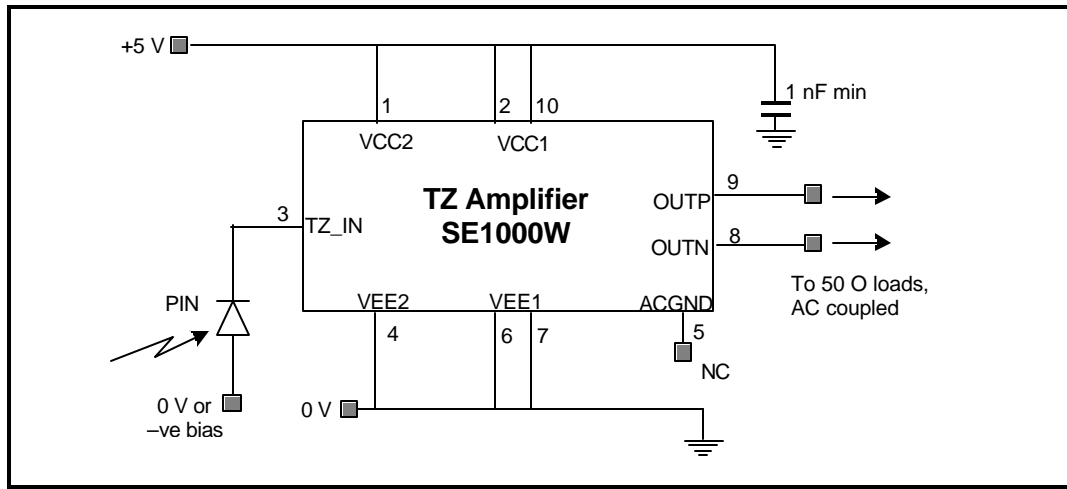 +5 V
1 nF min
1
2
10
VCC2
VCC1
TZ Amplifier
SE1000W
9
OUTP
3
TZ_IN
OUTN
8
To 50 O loads,
AC coupled
PIN
VEE2
VEE1
ACGND
4
6
7
5
NC
0 V or
–ve bias
0 V